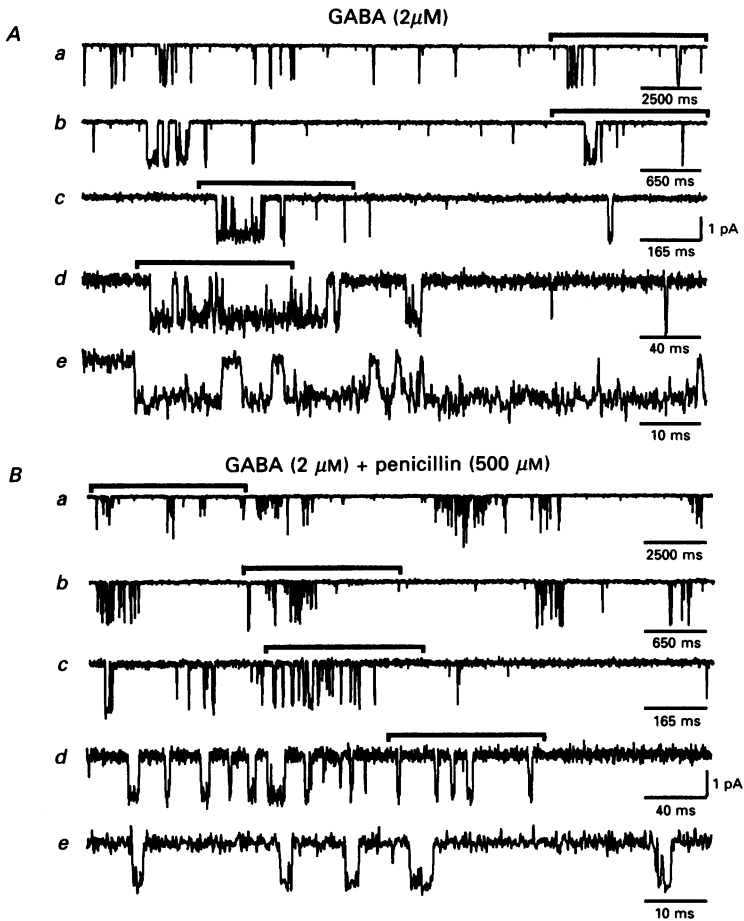 GABA (2μM)
A
a
2500 ms
b
650 ms
c
1 pA
165 ms
d
40 ms
e
10 ms
GABA (2 μM) + penicillin (500 μM)
B
a
2500 ms
b
650 ms
c
165 ms
d
1 pA
40 ms
e
10 ms